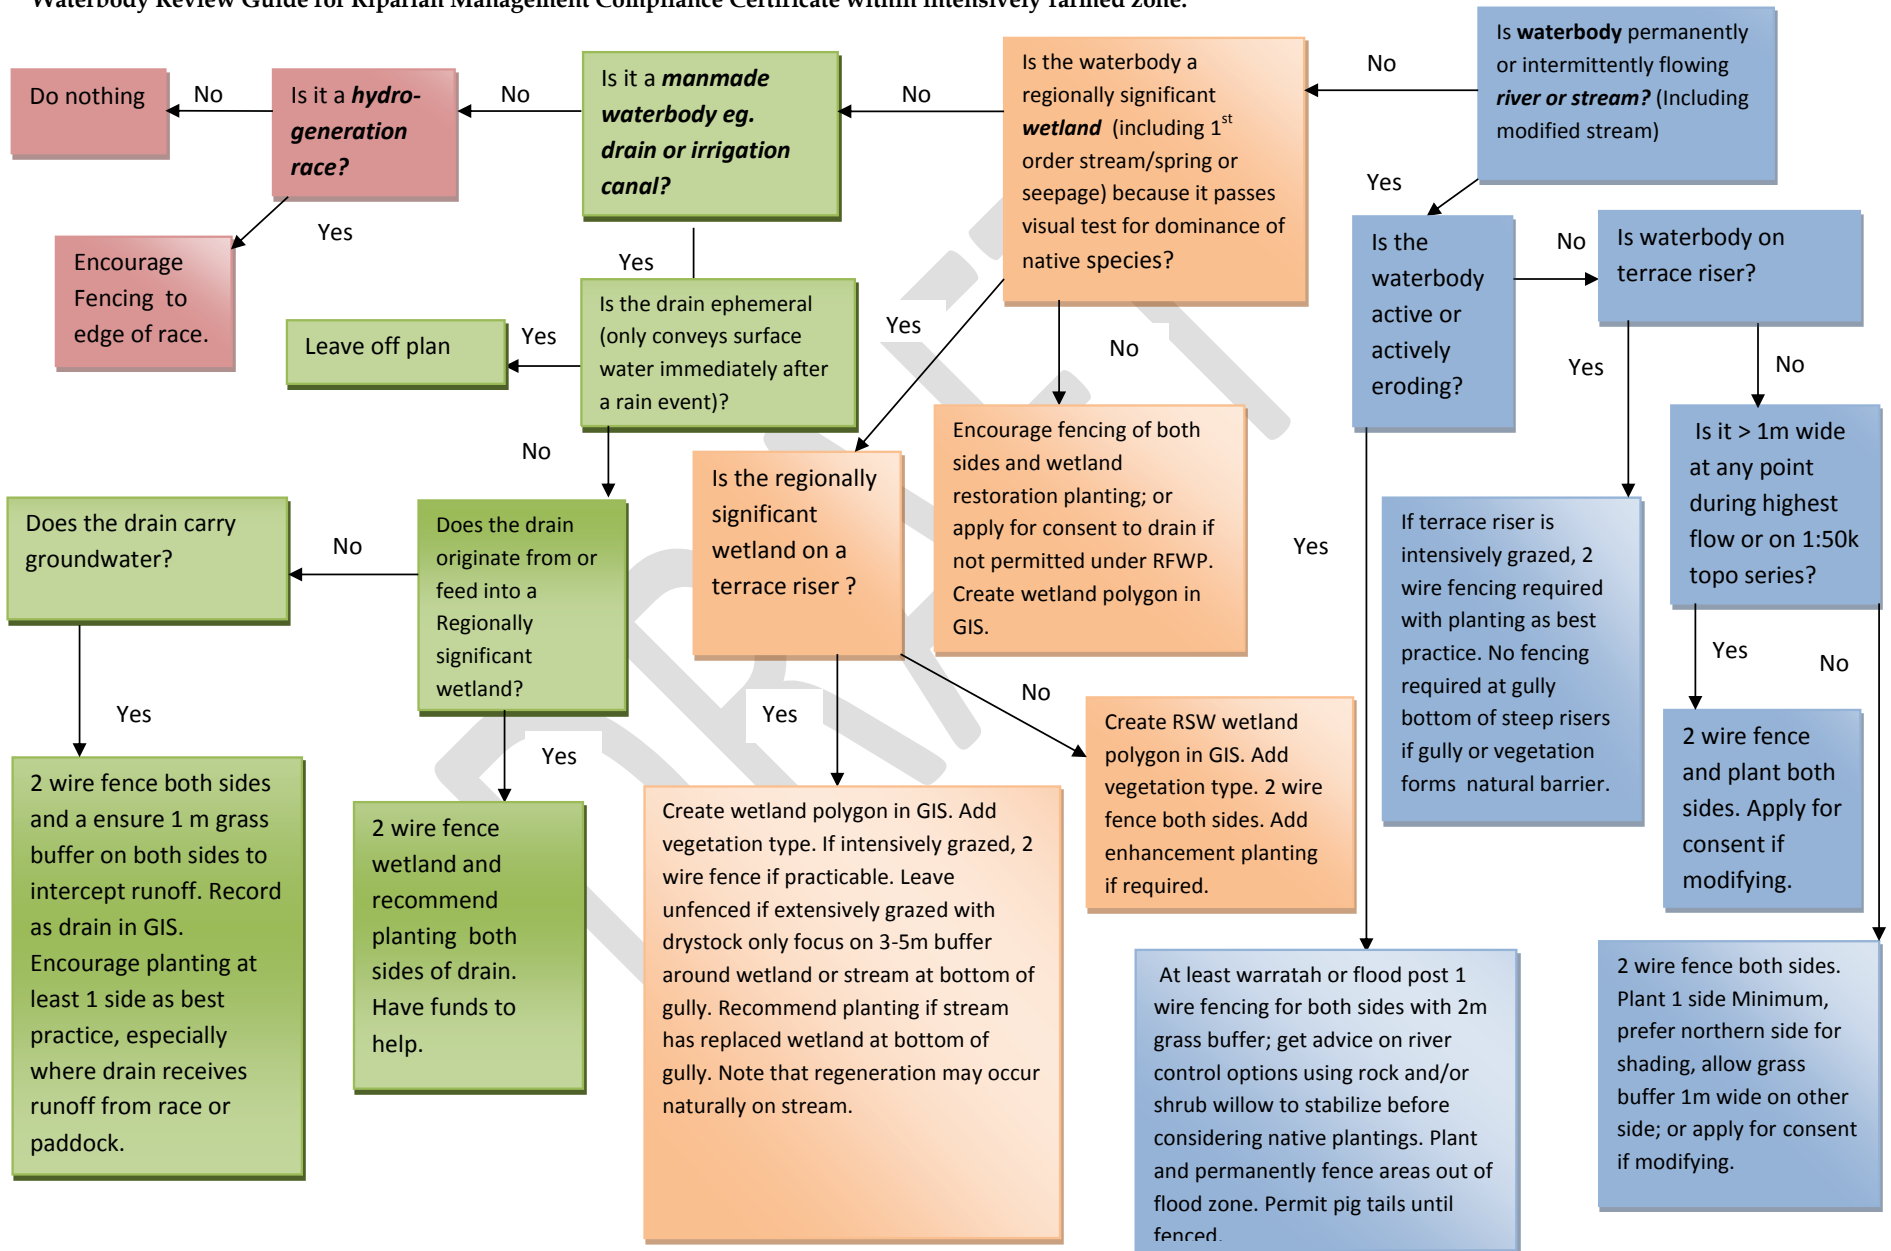 Waterbody Review Guide for Riparian Management Compliance Certificate within intensively farmed zone.
Is waterbody permanently
or intermittently flowing
river or stream? (Including
modified stream)
No
Yes
Is the waterbody a
regionally significant
wetland (including 1st
order stream/spring or
seepage) because it passes
visual test for dominance of
native species?
No
Is it a manmade
waterbody eg.
drain or irrigation
canal?
No
Is it a hydro-
generation
race?
No
Do nothing
Yes
Encourage
Fencing to
edge of race.
Yes
Is the drain ephemeral
(only conveys surface
water immediately after
a rain event)?
Yes
Leave off plan
No
Does the drain
originate from or
feed into a
Regionally
significant
wetland?
No
Does the drain carry
groundwater?
Yes
2 wire fence both sides
and a ensure 1 m grass
buffer on both sides to
intercept runoff. Record
as drain in GIS.
Encourage planting at
least 1 side as best
practice, especially
where drain receives
runoff from race or
paddock.
Yes
2 wire fence
wetland and
recommend
planting both
sides of drain.
Have funds to
help.
Yes
Is the regionally
significant
wetland on a
terrace riser ?
No
Encourage fencing of both
sides and wetland
restoration planting; or
apply for consent to drain if
not permitted under RFWP.
Create wetland polygon in
GIS.
Yes
Create wetland polygon in GIS. Add
vegetation type. If intensively grazed, 2
wire fence if practicable. Leave
unfenced if extensively grazed with
drystock only focus on 3-5m buffer
around wetland or stream at bottom of
gully. Recommend planting if stream
has replaced wetland at bottom of
gully. Note that regeneration may occur
naturally on stream.
No
Create RSW wetland
polygon in GIS. Add
vegetation type. 2 wire
fence both sides. Add
enhancement planting
if required.
Is the
waterbody
active or
actively
eroding?
No
Is waterbody on
terrace riser?
Yes
If terrace riser is
intensively grazed, 2
wire fencing required
with planting as best
practice. No fencing
required at gully
bottom of steep risers
if gully or vegetation
forms natural barrier.
No
Is it > 1m wide
at any point
during highest
flow or on 1:50k
topo series?
Yes
2 wire fence
and plant both
sides. Apply for
consent if
modifying.
No
2 wire fence both sides.
Plant 1 side Minimum,
prefer northern side for
shading, allow grass
buffer 1m wide on other
side; or apply for consent
if modifying.
Yes
At least warratah or flood post 1
wire fencing for both sides with 2m
grass buffer; get advice on river
control options using rock and/or
shrub willow to stabilize before
considering native plantings. Plant
and permanently fence areas out of
flood zone. Permit pig tails until
fenced.
DRAFT